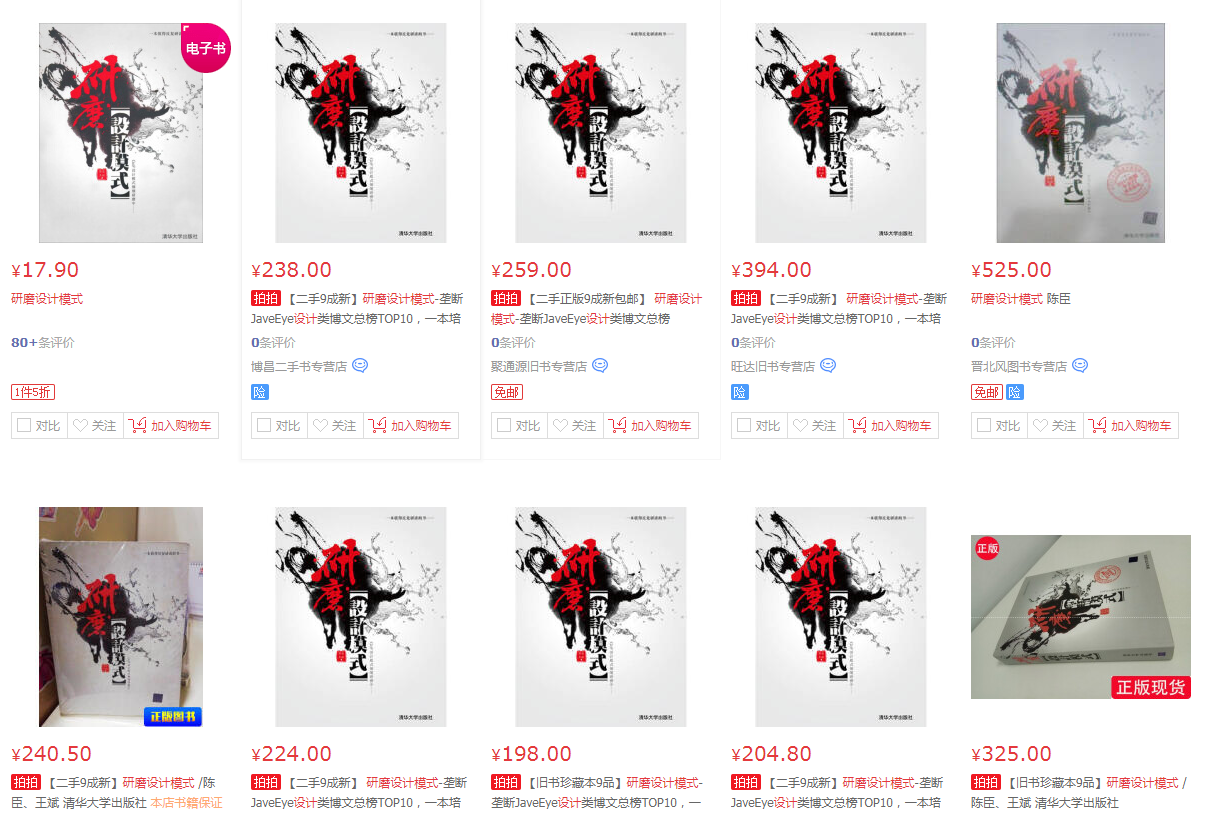 电子书
研磨
【設計模式】
清华大学出版社
研磨
【設計模式】
清华大学出版社
研磨
【設計模式】
清华大学出版社
研磨
【設計模式】
清华大学出版社
研磨
【設計模式】
¥17.90
¥238.00
¥259.00
¥394.00
¥525.00
研磨设计模式
拍拍 【二手9成新】研磨设计模式-垄断
JaveEye设计类博文总榜TOP10，一本培
拍拍 【二手正版9成新包邮】 研磨设计
模式-垄断JaveEye设计类博文总榜
拍拍 【二手9成新】 研磨设计模式-垄断
JaveEye设计类博文总榜TOP10，一本培
研磨设计模式 陈臣
80+条评价
0条评价
0条评价
0条评价
0条评价
博昌二手书专营店
聚通源旧书专营店
旺达旧书专营店
晋北风图书专营店
1件5折
险
免邮
险
免邮 险
对比 关注 加入购物车
对比 关注 加入购物车
对比 关注 加入购物车
对比 关注 加入购物车
对比 关注 加入购物车
研磨
【設計模式】
正版图书
研磨
【設計模式】
清华大学出版社
研磨
【設計模式】
清华大学出版社
研磨
【設計模式】
清华大学出版社
正版
研磨
【設計模式】
正版现货
¥240.50
¥224.00
¥198.00
¥204.80
¥325.00
拍拍 【二手9成新】研磨设计模式 /陈
臣、王斌 清华大学出版社 本店书籍保证
拍拍 【二手9成新】 研磨设计模式-垄断
JaveEye设计类博文总榜TOP10，一本培
拍拍 【旧书珍藏本9品】研磨设计模式-
垄断JaveEye设计类博文总榜TOP10，一
拍拍 【二手9成新】研磨设计模式-垄断
JaveEye设计类博文总榜TOP10，一本培
拍拍 【旧书珍藏本9品】研磨设计模式 /
陈臣、王斌 清华大学出版社